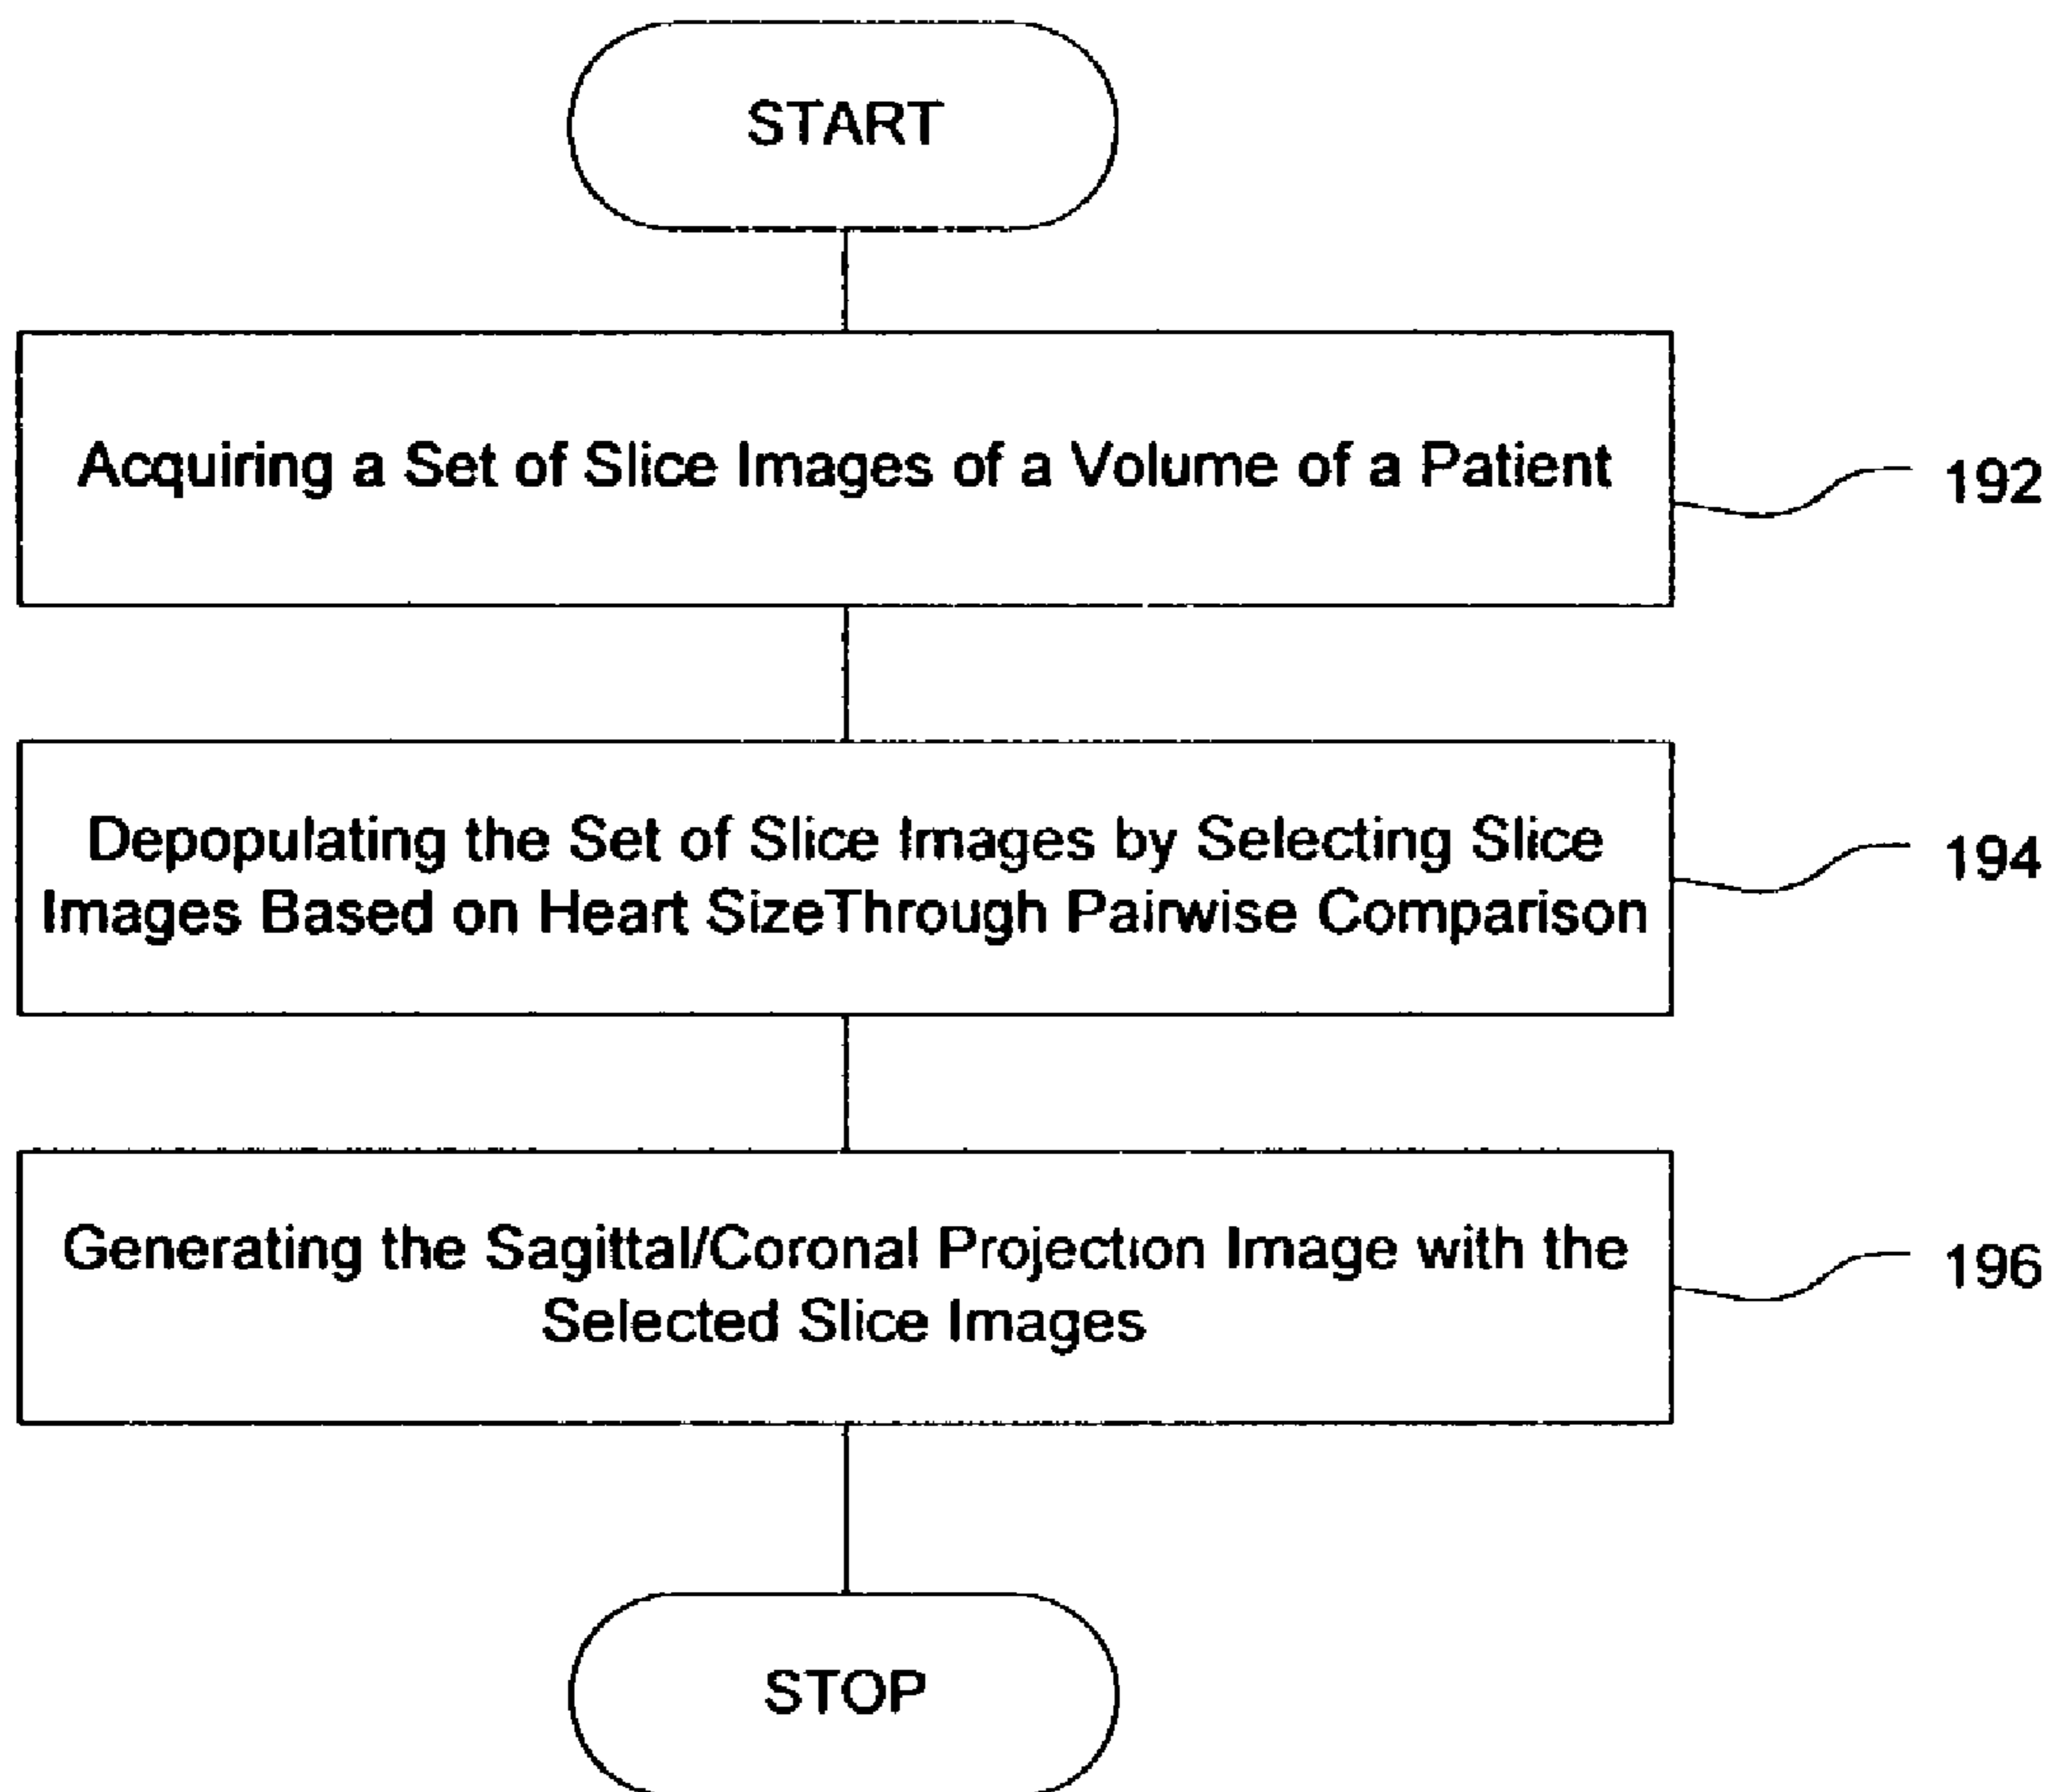 START
Acquiring a Set of Slice Images of a Volume of a Patient
192
Depopulating the Set of Slice Images by Selecting Slice
Images Based on Heart SizeThrough Pairwise Comparison
194
Generating the Sagittal/Coronal Projection Image with the
Selected Slice Images
196
STOP